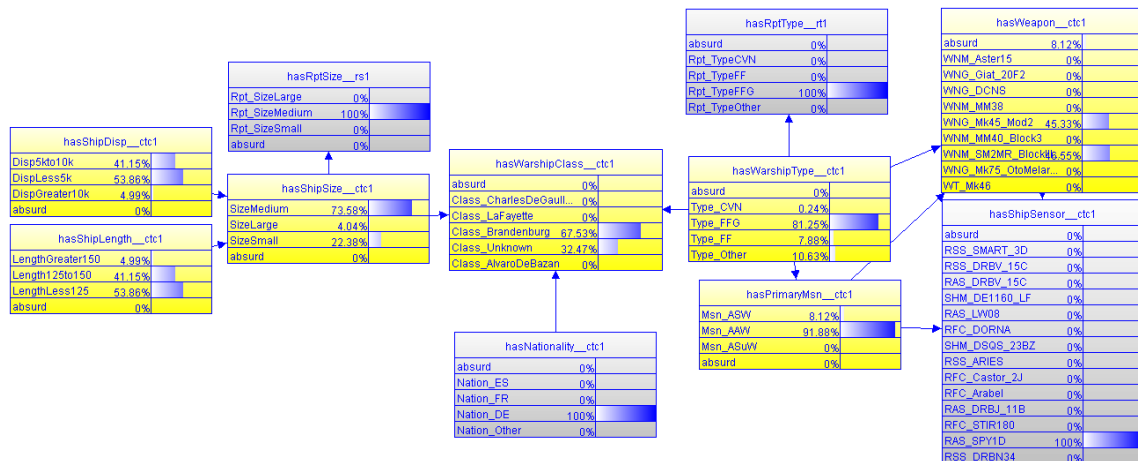 hasRptType__rt1
absurd 0%
Rpt_TypeCVN 0%
Rpt_TypeFF 0%
Rpt_TypeFFG 100%
Rpt_TypeOther 0%
hasWeapon__ctc1
absurd 8.12%
WNM_Aster15 0%
WNG_Giat_20F2 0%
WNG_DCNS 0%
WNM_MM38 0%
WNG_Mk45_Mod2 45.33%
WNM_MM40_Block3 0%
46.55%
WNG_Mk75_OtoMelar... 0%
WT_Mk46 0%
hasRptSize__rs1
Rpt_SizeLarge 0%
Rpt_SizeMedium 100%
Rpt_SizeSmall 0%
absurd 0%
hasShipDisp__ctc1
Disp5kto10k 41.15%
DispLess5k 53.86%
DispGreater10k 4.99%
absurd 0%
hasShipSize__ctc1
SizeMedium 73.58%
SizeLarge 4.04%
SizeSmall 22.38%
absurd 0%
hasWarshipClass__ctc1
absurd 0%
Class_CharlesDeGaull... 0%
Class_LaFayette 0%
Class_Brandenburg 67.53%
Class_Unknown 32.47%
Class_AlvaroDeBazan 0%
hasWarshipType__ctc1
absurd 0%
Type_CVN 0.24%
Type_FFG 81.25%
Type_FF 7.88%
Type_Other 10.63%
hasShipLength__ctc1
LengthGreater150 4.99%
Length125to150 41.15%
LengthLess125 53.86%
absurd 0%
hasPrimaryMsn__ctc1
Msn_ASW 8.12%
Msn_AAW 91.88%
Msn_ASuW 0%
absurd 0%
hasNationality__ctc1
absurd 0%
Nation_ES 0%
Nation_FR 0%
Nation_DE 100%
Nation_Other 0%
hasShipSensor__ctc1
absurd 0%
RSS_SMART_3D 0%
RSS_DRBV_15C 0%
RAS_DRBV_15C 0%
SHM_DE1160_LF 0%
RAS_LW08 0%
RFC_DORNA 0%
SHM_DSQS_23BZ 0%
RSS_ARIES 0%
RFC_Castor_2J 0%
RFC_Arabel 0%
RAS_DRBJ_11B 0%
RFC_STIR180 0%
RAS_SPY1D 100%
RSS_DRBN34 0%